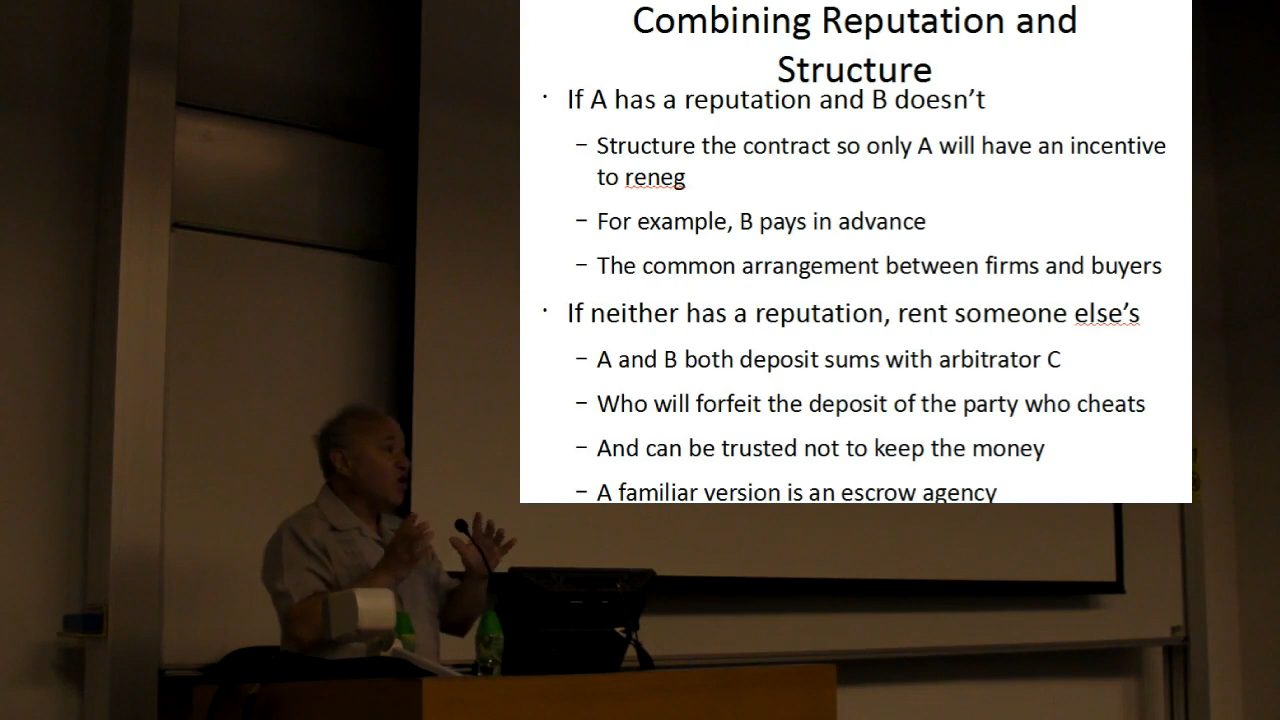 Combining Reputation and
Structure
· If A has a reputation and B doesn’t
– Structure the contract so only A will have an incentive
to reneg
– For example, B pays in advance
– The common arrangement between firms and buyers
· If neither has a reputation, rent someone else’s
– A and B both deposit sums with arbitrator C
– Who will forfeit the deposit of the party who cheats
– And can be trusted not to keep the money
– A familiar version is an escrow agency